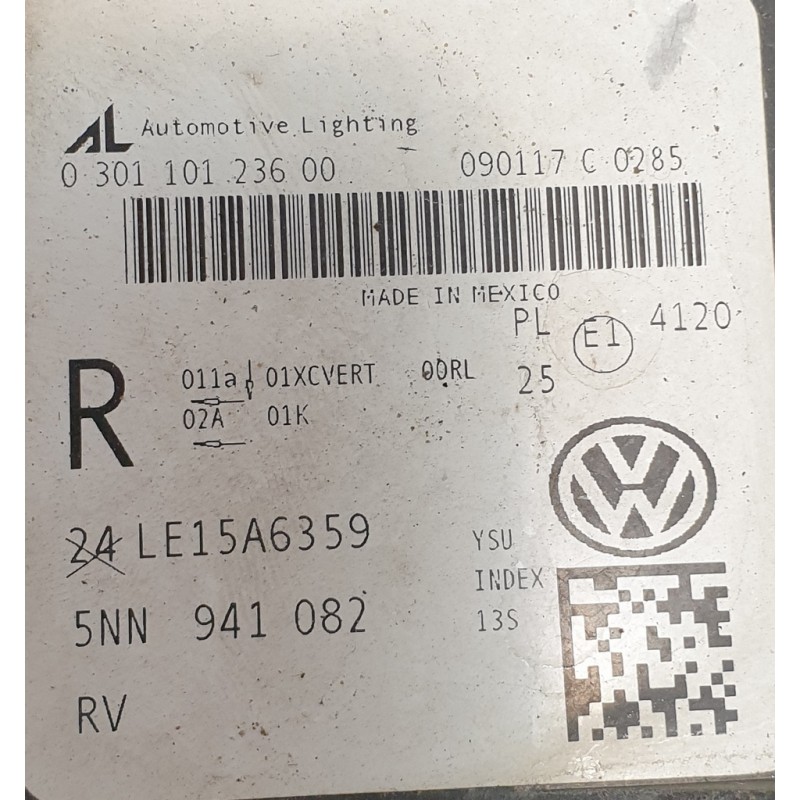 AL Automotive Lighting
0 301 101 236 00 090117 C 0285
MADE IN MEXICO
PL E1 4120
R 011a 01XCVERT 00RL 25
02A 01K
24 LE15A6359
YSU
5NN 941 082
INDEX
13S
RV